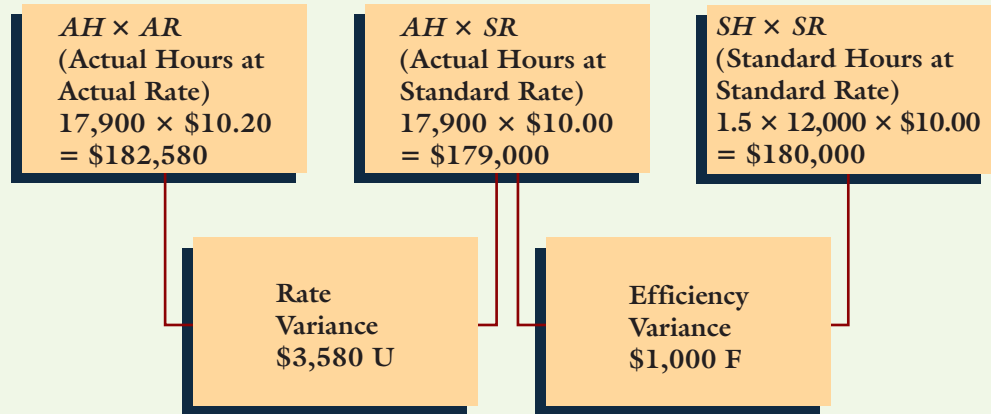 AH × AR
(Actual Hours at
Actual Rate)
17,900 × $10.20
= $182,580
AH × SR
(Actual Hours at
Standard Rate)
17,900 × $10.00
= $179,000
SH × SR
(Standard Hours at
Standard Rate)
1.5 × 12,000 × $10.00
= $180,000
Rate
Variance
$3,580 U
Efficiency
Variance
$1,000 F